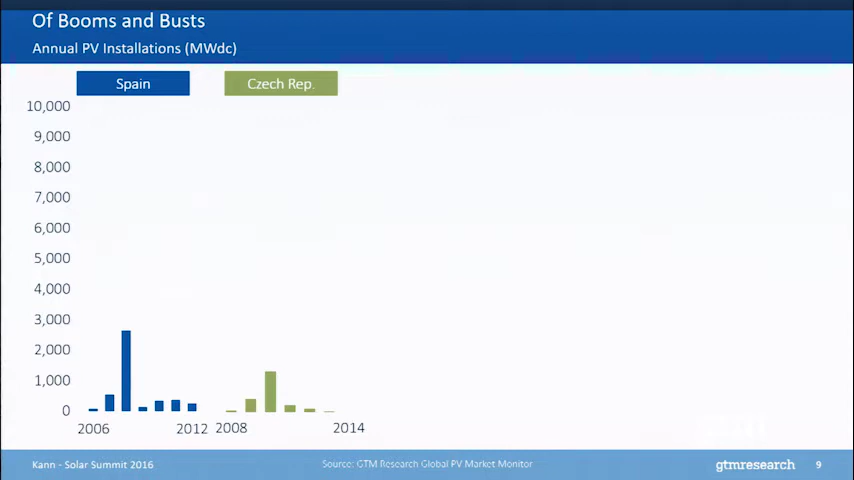 Of Booms and Busts
Annual PV Installations (MWdc)
Spain
Czech Rep.
10,000
9,000
8,000
7,000
6,000
5,000
4,000
3,000
2,000
1,000
0
2006
2012
2008
2014
Kann - Solar Summit 2016
Source: GTM Research Global PV Market Monitor
gtmresearch
9